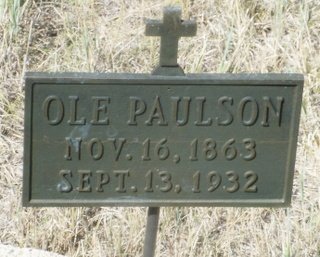 OLE PAULSON
NOV. 16, 1863
SEPT. 13, 1932